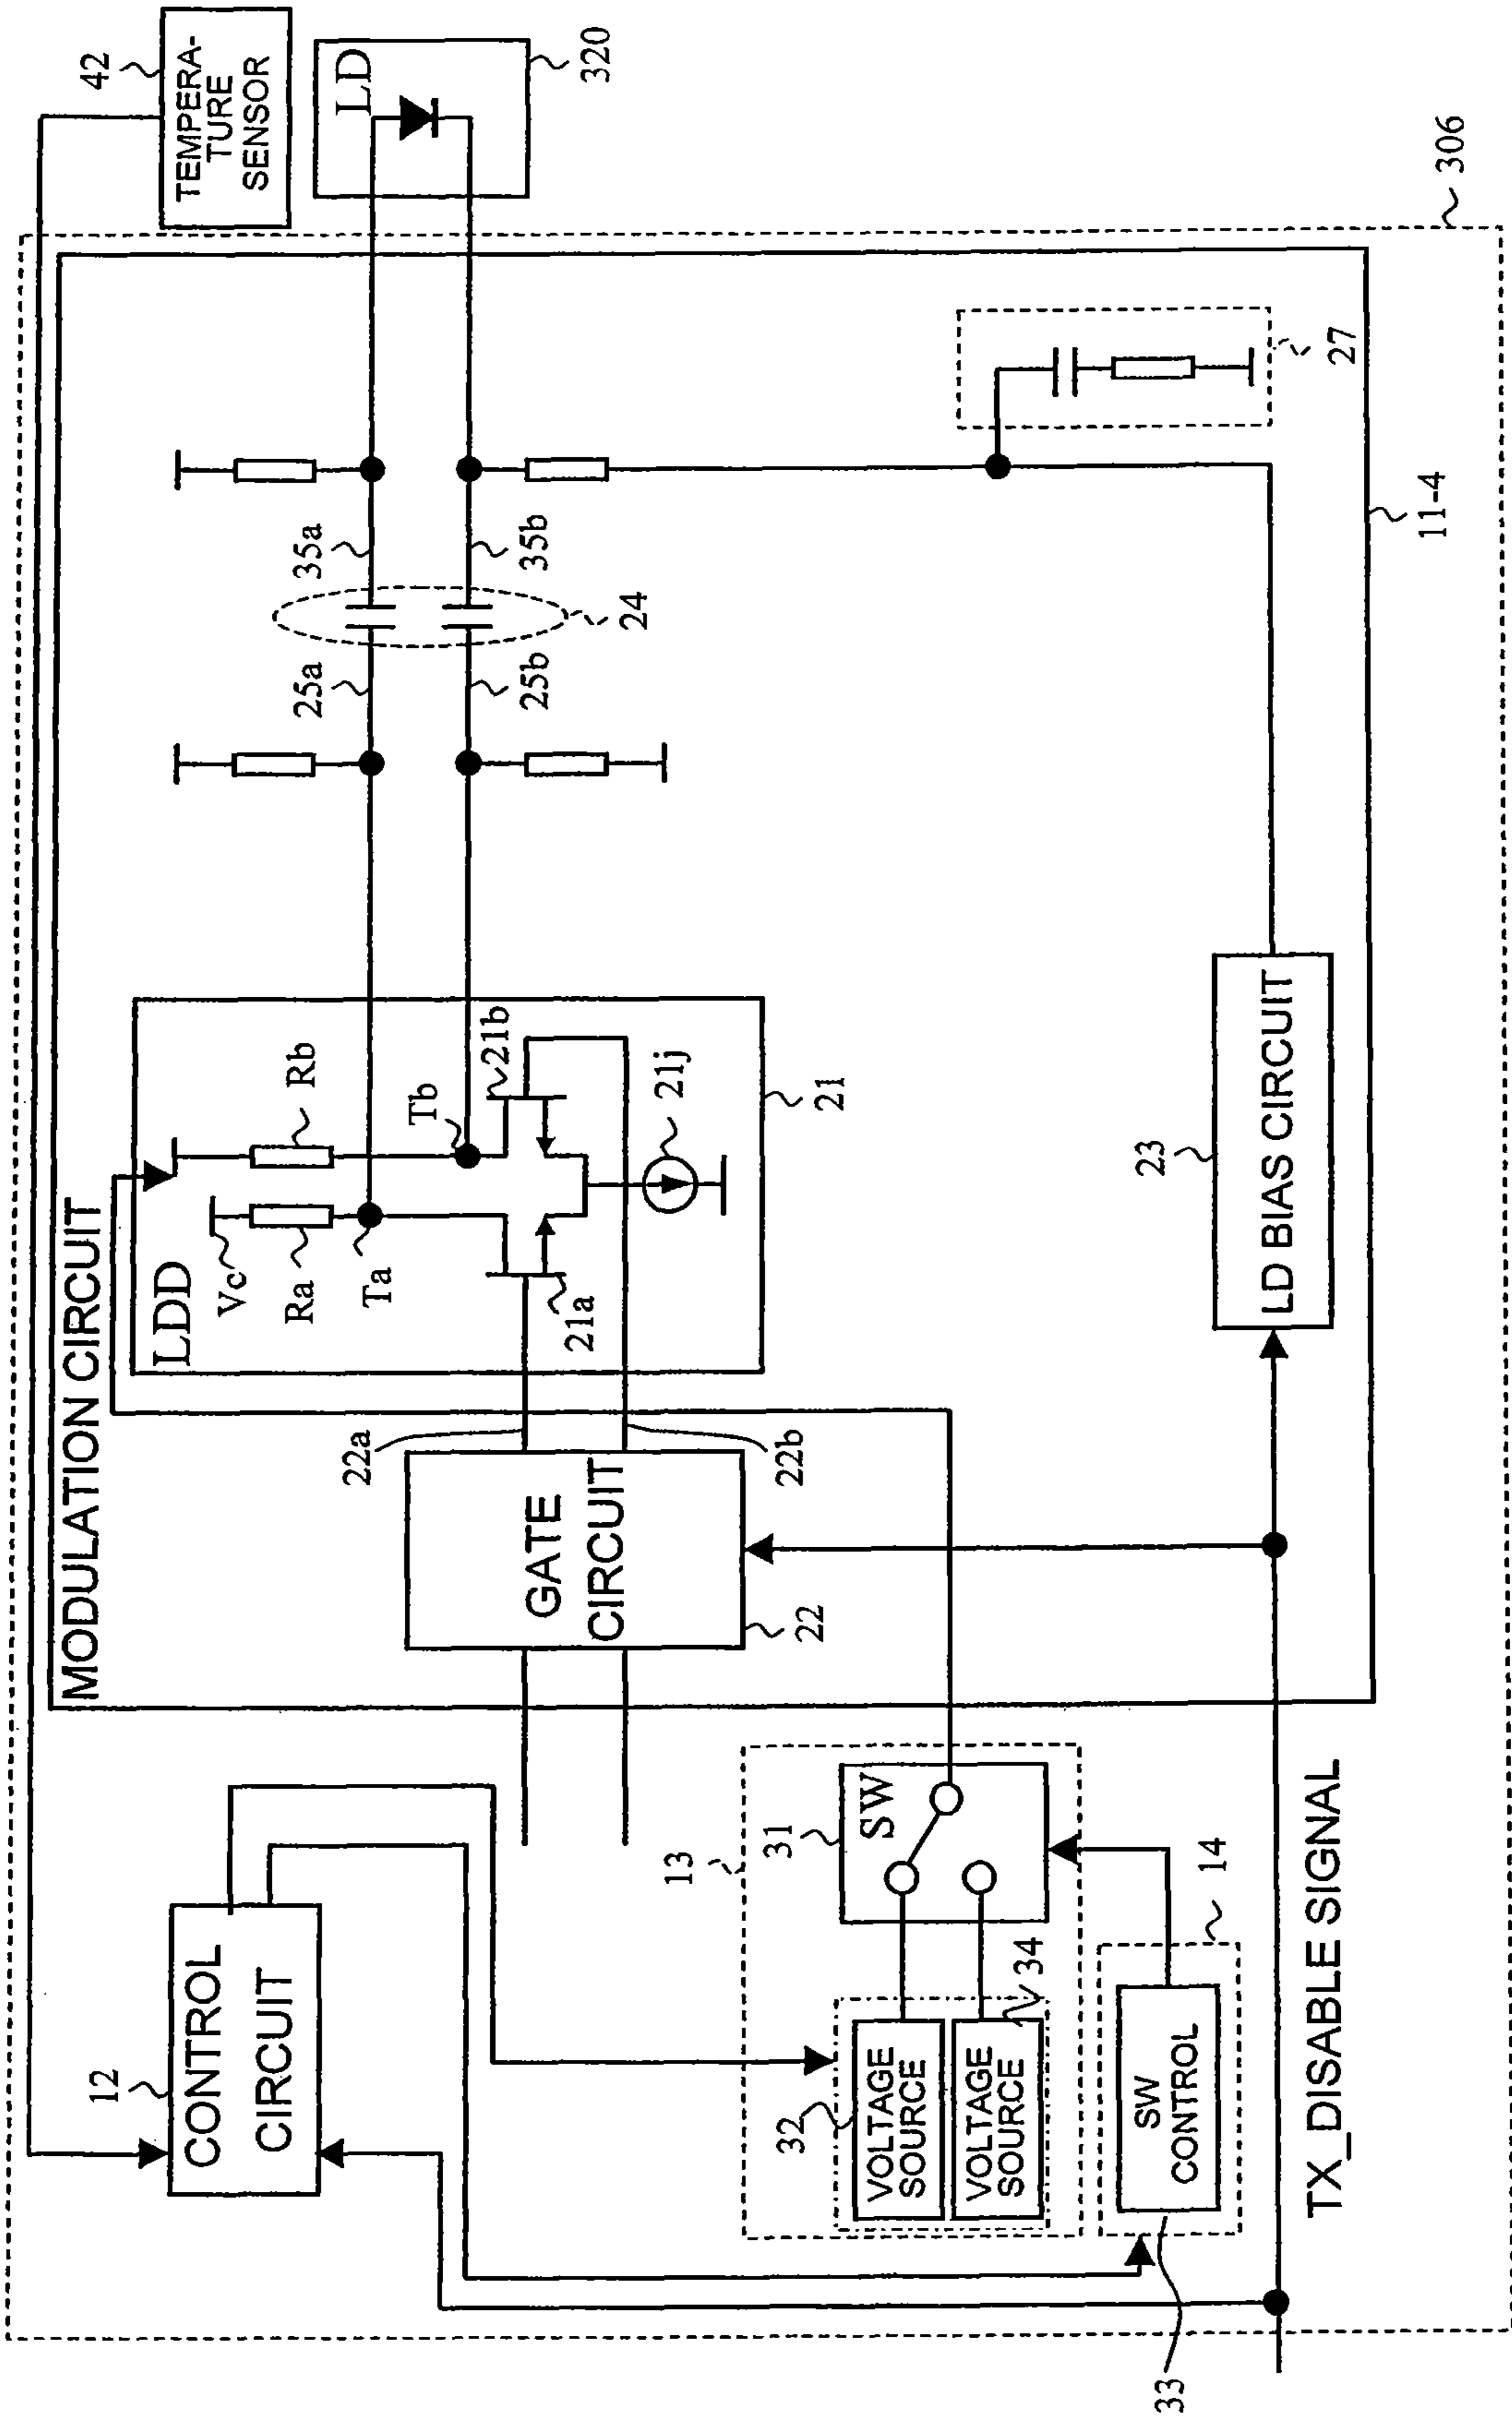 42
TEMPERA-
TURE
SENSOR
LD
320
306
MODULATION CIRCUIT
12
CONTROL
CIRCUIT
LDD
Vc
Ra
Rb
Ta
Tb
21a
21b
21j
21
22a
22b
GATE
CIRCUIT
22
25a
25b
35a
35b
24
27
11-4
23
LD BIAS CIRCUIT
13
31
SW
32
VOLTAGE
SOURCE
VOLTAGE
SOURCE
34
14
SW
CONTROL
33
TX_DISABLE SIGNAL